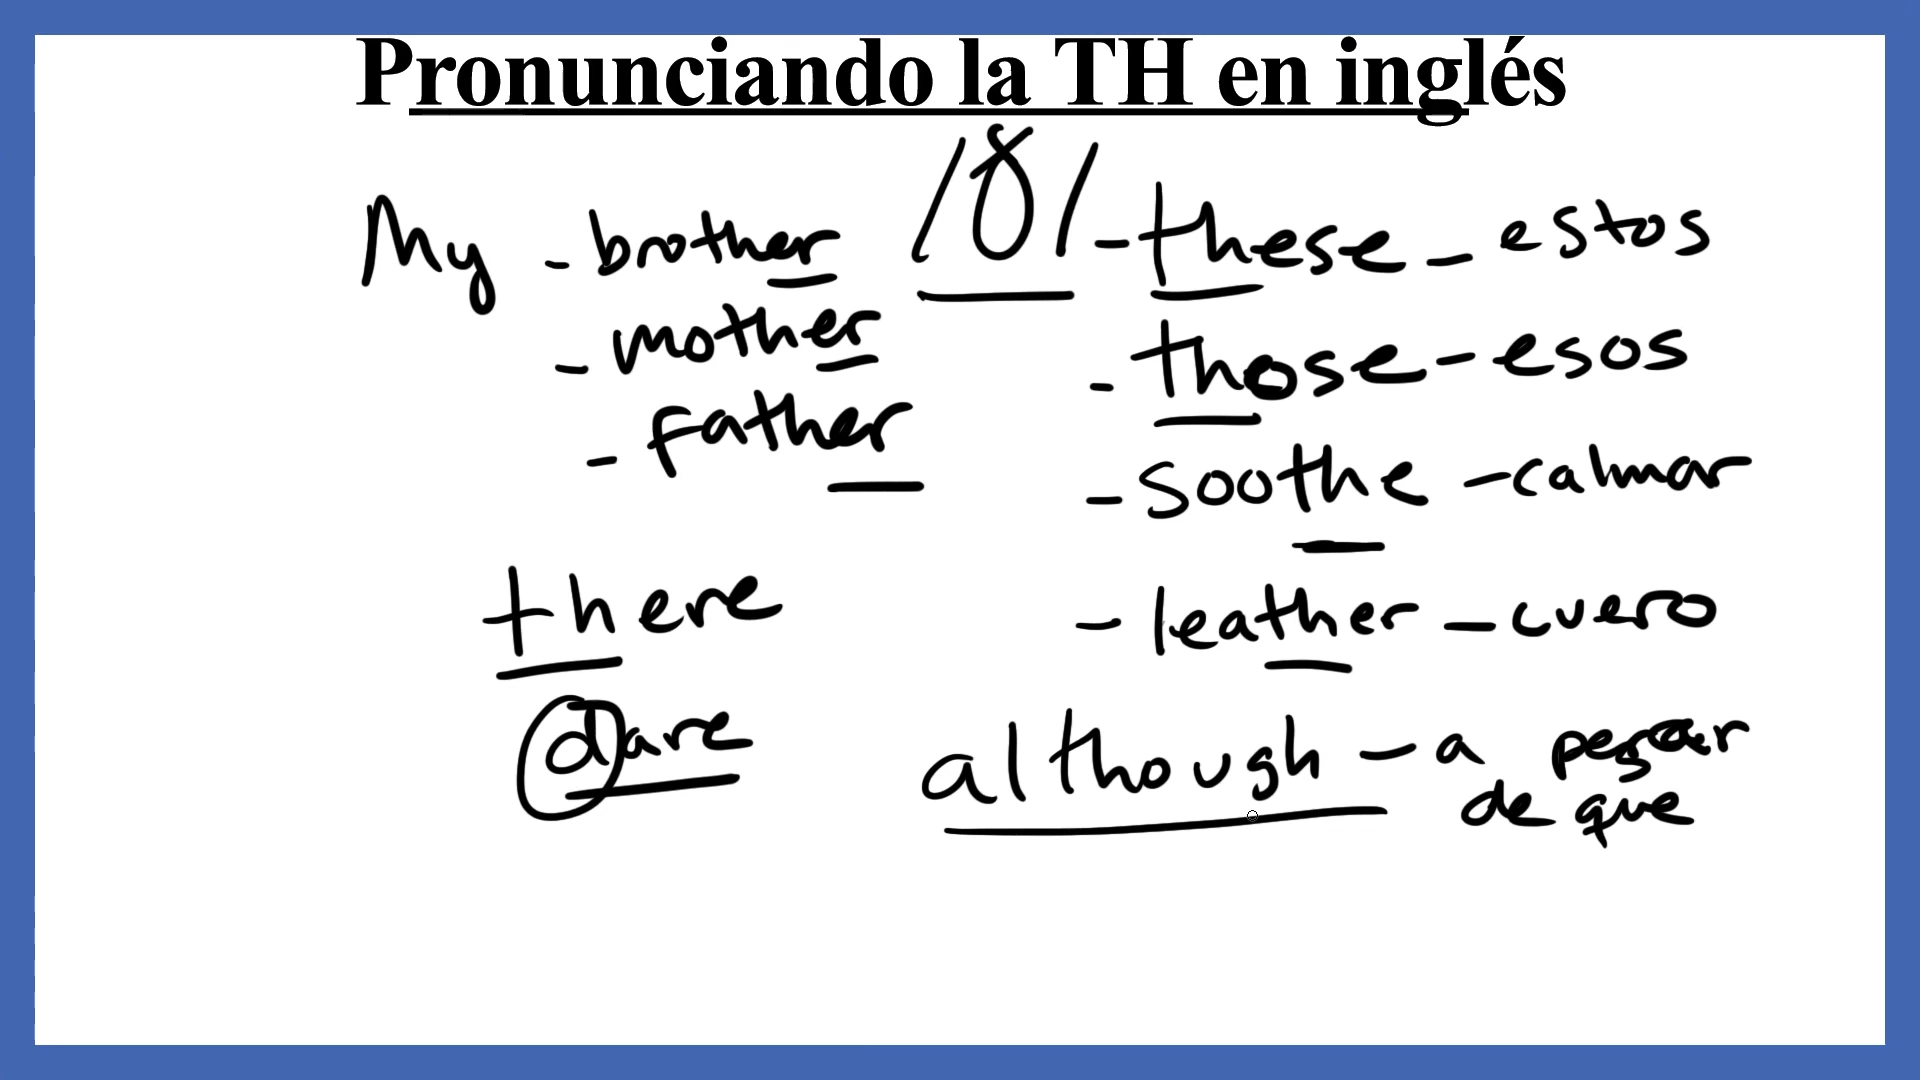 Pronunciando la TH en inglés
/ð/
My - brother
- mother
- father
there
dare
- these - estos
- those - esos
- soothe - calmar
- leather - cuero
although - a pesar
de que